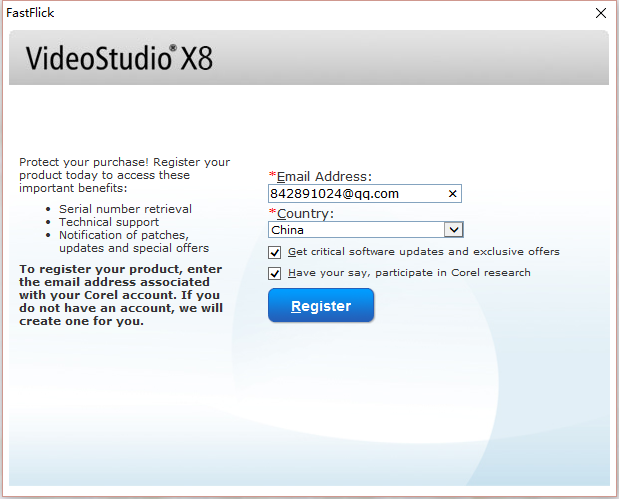 FastFlick
VideoStudio® X8
Protect your purchase! Register your
product today to access these
important benefits:
• Serial number retrieval
• Technical support
• Notification of patches,
updates and special offers
To register your product, enter
the email address associated
with your Corel account. If you
do not have an account, we will
create one for you.
*Email Address:
842891024@qq.com
*Country:
China
Get critical software updates and exclusive offers
Have your say, participate in Corel research
Register